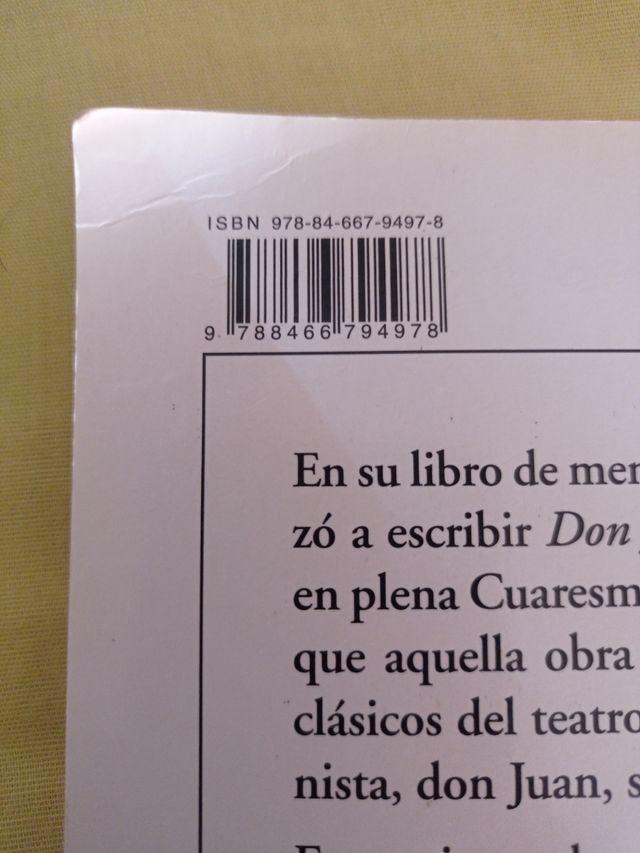 ISBN 978-84-667-9497-8
9 788466 794978
En su libro de mem
zó a escribir Don
en plena Cuaresm
que aquella obra
clásicos del teatro
nista, don Juan, s